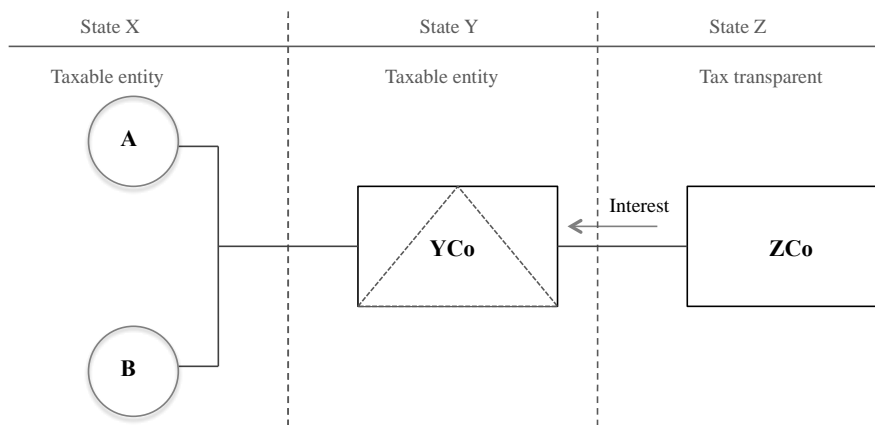 State X State Y State Z
Taxable entity Taxable entity Tax transparent
A
Interest
YCo ZCo
B